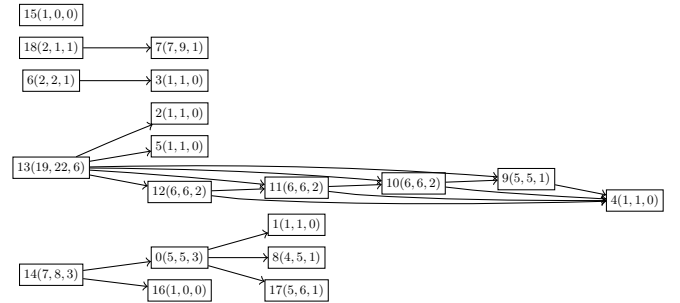 15(1, 0, 0)
18(2, 1, 1)
7(7, 9, 1)
6(2, 2, 1)
3(1, 1, 0)
2(1, 1, 0)
5(1, 1, 0)
13(19, 22, 6)
12(6, 6, 2)
11(6, 6, 2)
10(6, 6, 2)
9(5, 5, 1)
4(1, 1, 0)
1(1, 1, 0)
0(5, 5, 3)
8(4, 5, 1)
14(7, 8, 3)
16(1, 0, 0)
17(5, 6, 1)